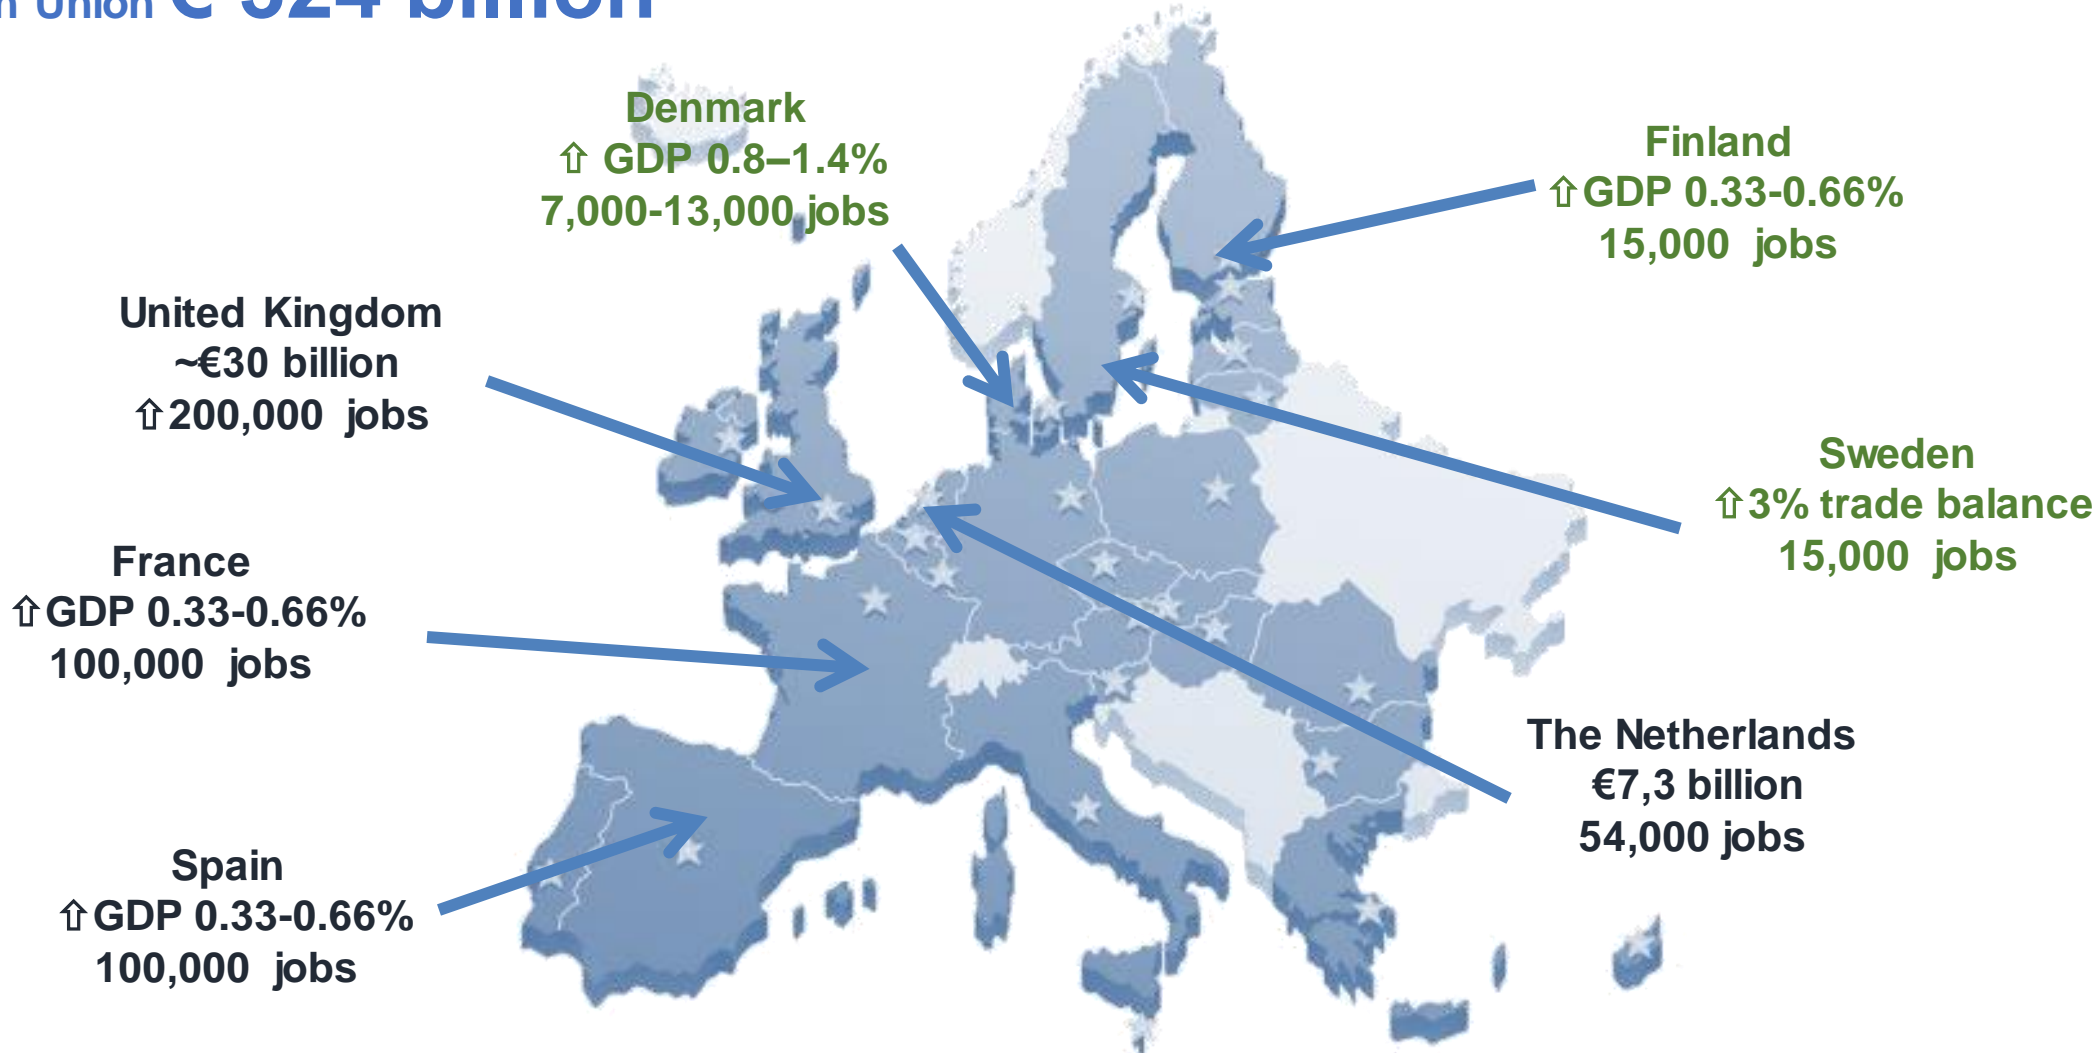 Union € 324 billion
Denmark
⇧ GDP 0.8–1.4%
7,000-13,000 jobs
Finland
⇧GDP 0.33-0.66%
15,000 jobs
United Kingdom
~€30 billion
⇧200,000 jobs
Sweden
⇧3% trade balance
15,000 jobs
France
⇧GDP 0.33-0.66%
100,000 jobs
The Netherlands
€7,3 billion
54,000 jobs
Spain
⇧GDP 0.33-0.66%
100,000 jobs